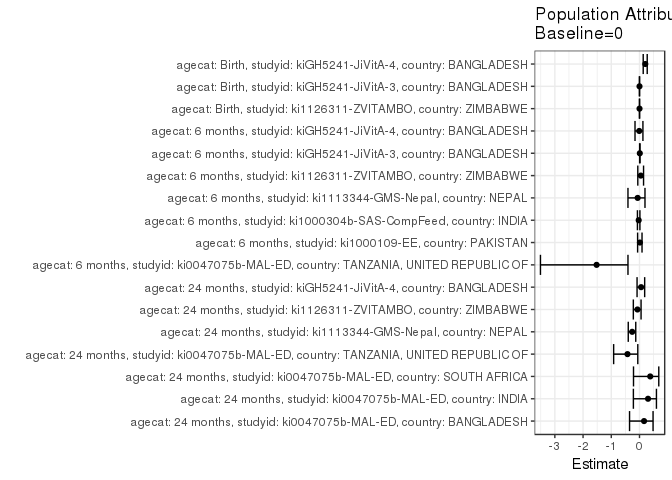 Population Attribu
Baseline=0
agecat: Birth, studyid: kiGH5241-JiVitA-4, country: BANGLADESH
agecat: Birth, studyid: kiGH5241-JiVitA-3, country: BANGLADESH
agecat: Birth, studyid: ki1126311-ZVITAMBO, country: ZIMBABWE
agecat: 6 months, studyid: kiGH5241-JiVitA-4, country: BANGLADESH
agecat: 6 months, studyid: kiGH5241-JiVitA-3, country: BANGLADESH
agecat: 6 months, studyid: ki1126311-ZVITAMBO, country: ZIMBABWE
agecat: 6 months, studyid: ki1113344-GMS-Nepal, country: NEPAL
agecat: 6 months, studyid: ki1000304b-SAS-CompFeed, country: INDIA
agecat: 6 months, studyid: ki1000109-EE, country: PAKISTAN
agecat: 6 months, studyid: ki0047075b-MAL-ED, country: TANZANIA, UNITED REPUBLIC OF
agecat: 24 months, studyid: kiGH5241-JiVitA-4, country: BANGLADESH
agecat: 24 months, studyid: ki1126311-ZVITAMBO, country: ZIMBABWE
agecat: 24 months, studyid: ki1113344-GMS-Nepal, country: NEPAL
agecat: 24 months, studyid: ki0047075b-MAL-ED, country: TANZANIA, UNITED REPUBLIC OF
agecat: 24 months, studyid: ki0047075b-MAL-ED, country: SOUTH AFRICA
agecat: 24 months, studyid: ki0047075b-MAL-ED, country: INDIA
agecat: 24 months, studyid: ki0047075b-MAL-ED, country: BANGLADESH
-3 -2 -1 0
Estimate